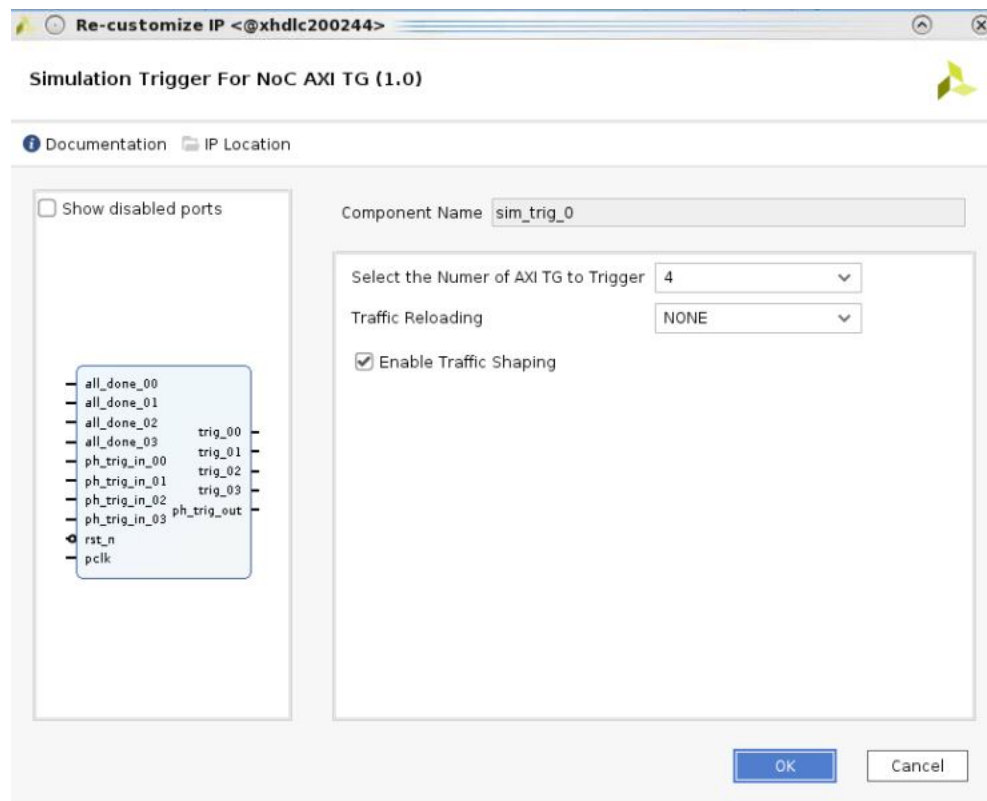 Re-customize IP <@xhdlc200244>
Simulation Trigger For NoC AXI TG (1.0)
Documentation IP Location
Show disabled ports
all_done_00
all_done_01
all_done_02
all_done_03
ph_trig_in_00
ph_trig_in_01
ph_trig_in_02
ph_trig_in_03
rst_n
pclk
trig_00
trig_01
trig_02
trig_03
ph_trig_out
Component Name sim_trig_0
Select the Numer of AXI TG to Trigger 4
Traffic Reloading NONE
Enable Traffic Shaping
OK Cancel